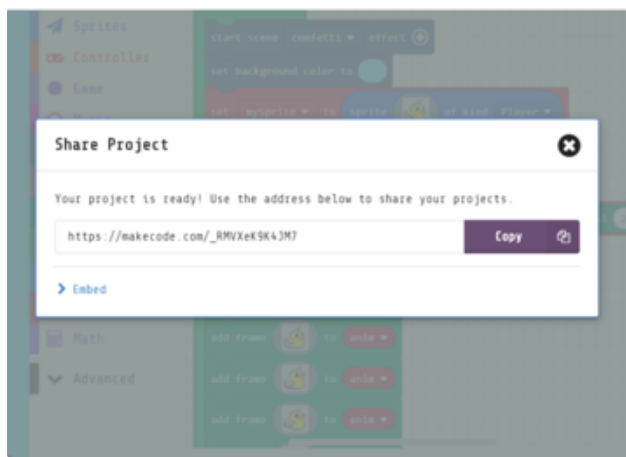 Sprites
Controller
Game
start scene confetti effect
set background color to
set mySprite to sprite of kind Player
Share Project
Your project is ready! Use the address below to share your projects.
https://makecode.com/_RMVXeK9K4JM7
Copy
Embed
Math
Advanced
add frame to anim
add frame to anim
add frame to anim